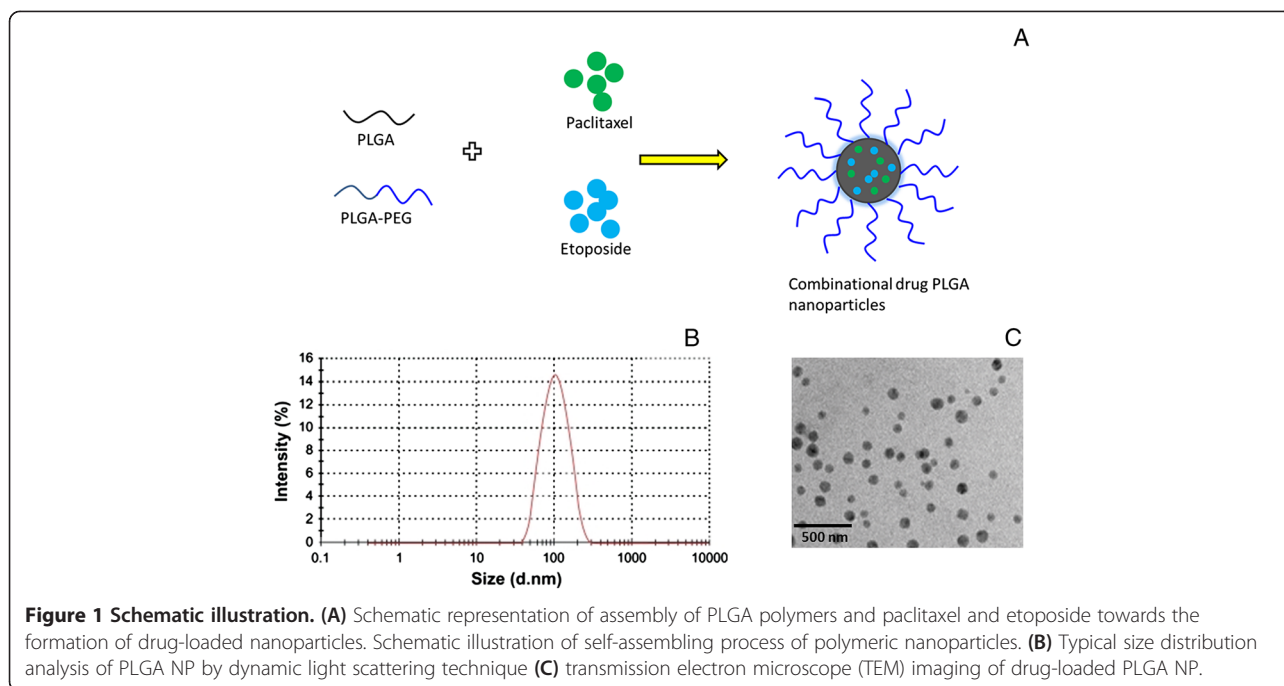 A
PLGA
PLGA-PEG
Paclitaxel
Etoposide
Combinational drug PLGA
nanoparticles
B
16
14
12
10
8
6
4
2
0
Intensity (%)
0.1 1 10 100 1000 10000
Size (d.nm)
C
500 nm
Figure 1 Schematic illustration. (A) Schematic representation of assembly of PLGA polymers and paclitaxel and etoposide towards the
formation of drug-loaded nanoparticles. Schematic illustration of self-assembling process of polymeric nanoparticles. (B) Typical size distribution
analysis of PLGA NP by dynamic light scattering technique (C) transmission electron microscope (TEM) imaging of drug-loaded PLGA NP.